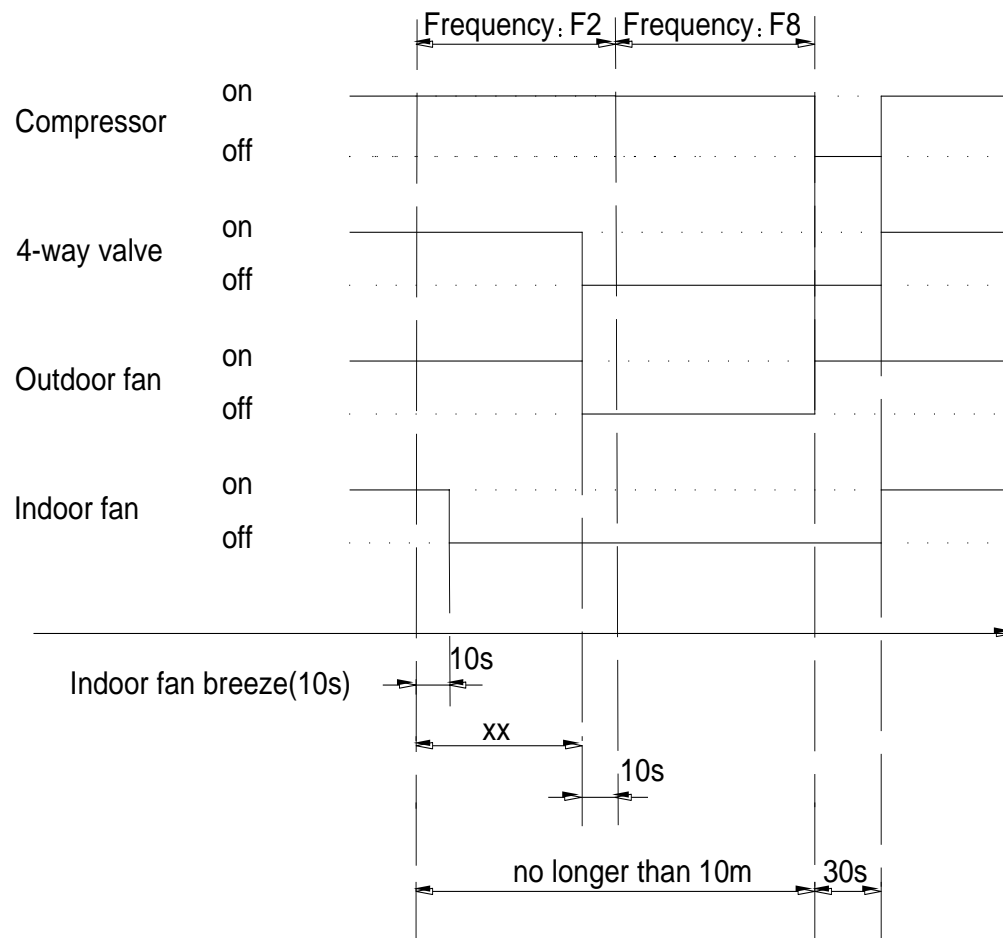 Frequency: F2 Frequency: F8
on
Compressor
off
on
4-way valve
off
on
Outdoor fan
off
on
Indoor fan
off
10s
Indoor fan breeze(10s)
xx
10s
no longer than 10m 30s